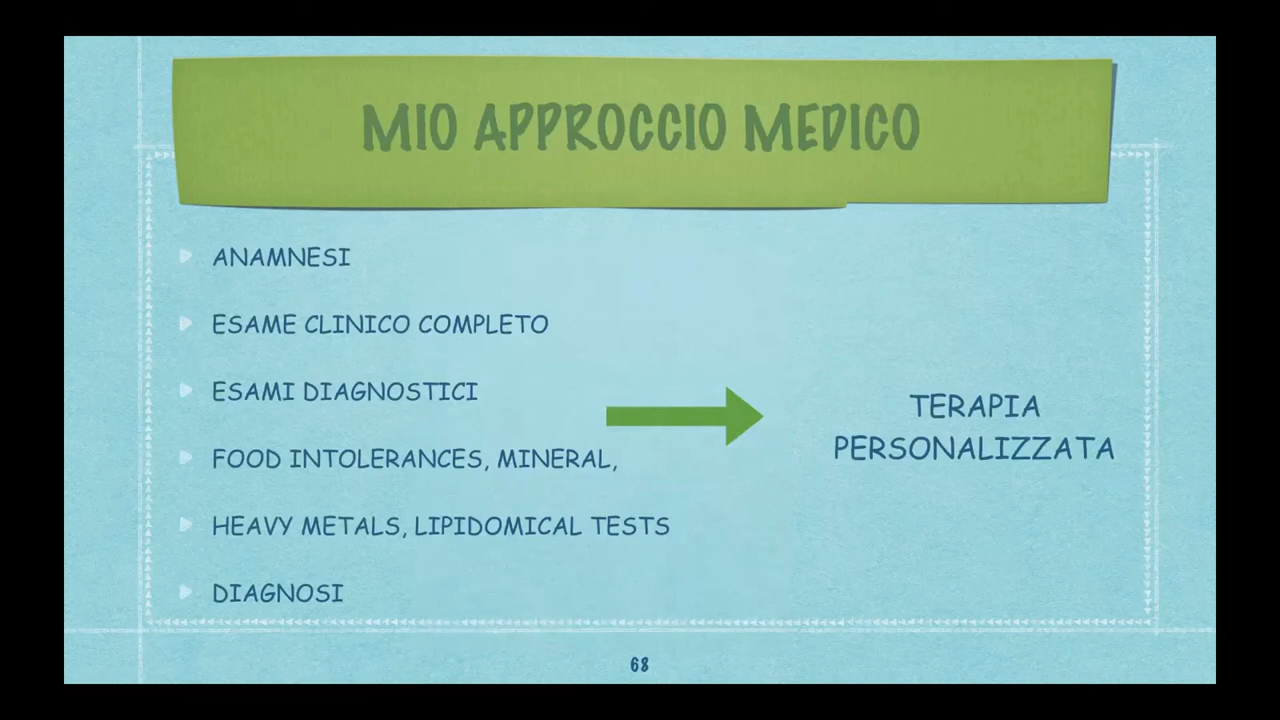 MIO APPROCCIO MEDICO
ANAMNESI
ESAME CLINICO COMPLETO
ESAMI DIAGNOSTICI
FOOD INTOLERANCES, MINERAL,
HEAVY METALS, LIPIDOMICAL TESTS
DIAGNOSI
TERAPIA
PERSONALIZZATA
68